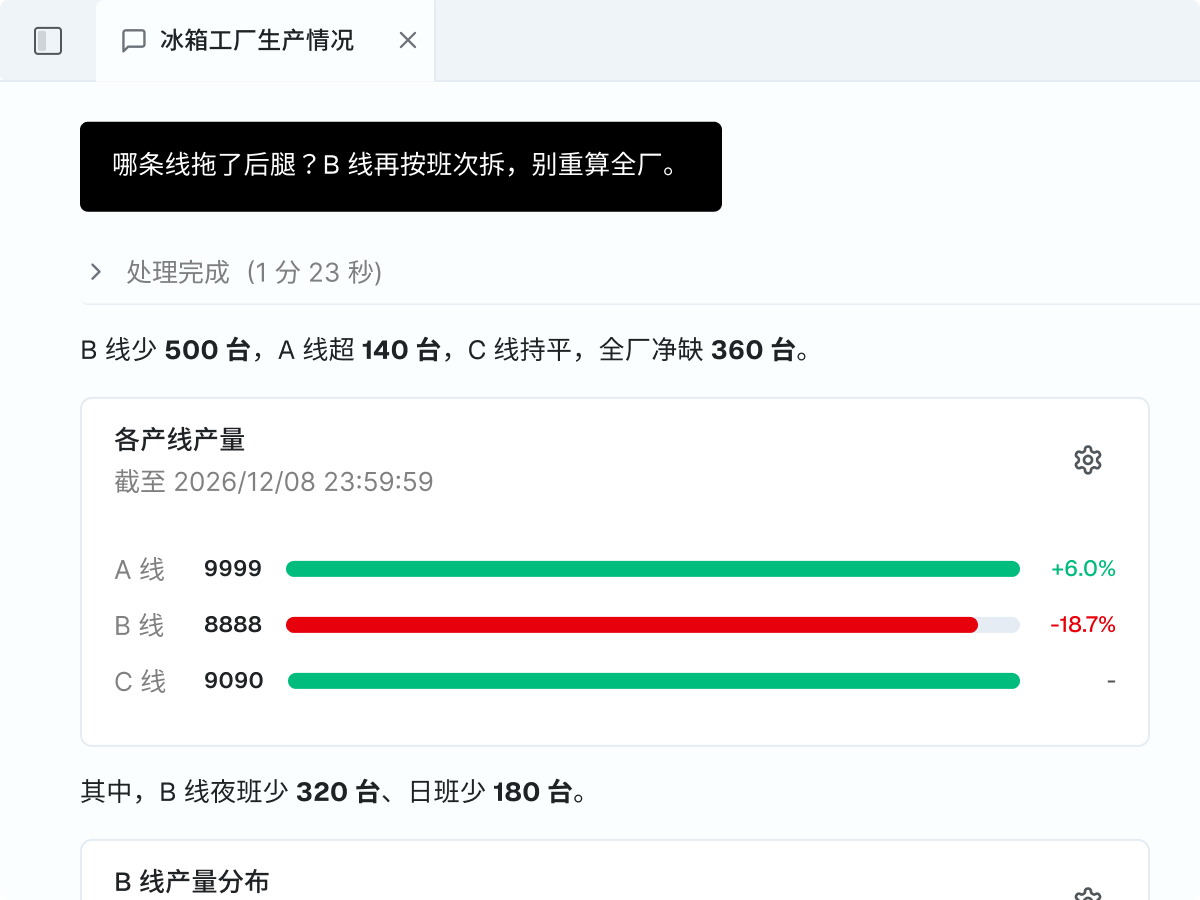 冰箱工厂生产情况
哪条线拖了后腿？B 线再按班次拆，别重算全厂。
处理完成（1 分 23 秒）
B 线少 500 台，A 线超 140 台，C 线持平，全厂净缺 360 台。
各产线产量
截至 2026/12/08 23:59:59
A 线 9999 +6.0%
B 线 8888 -18.7%
C 线 9090 -
其中，B 线夜班少 320 台、日班少 180 台。
B 线产量分布